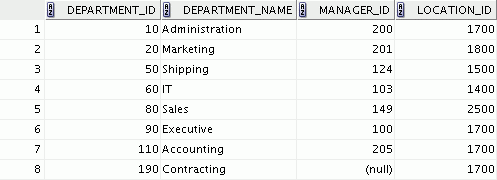 DEPARTMENT_ID DEPARTMENT_NAME MANAGER_ID LOCATION_ID
1 10 Administration 200 1700
2 20 Marketing 201 1800
3 50 Shipping 124 1500
4 60 IT 103 1400
5 80 Sales 149 2500
6 90 Executive 100 1700
7 110 Accounting 205 1700
8 190 Contracting (null) 1700